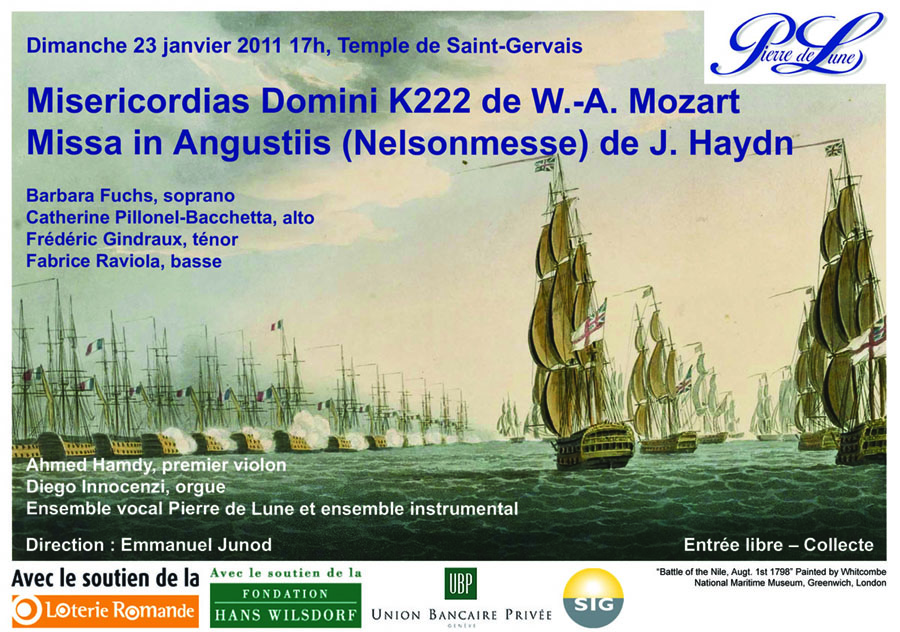 Dimanche 23 janvier 2011 17h, Temple de Saint-Gervais
Pierre de Lune
Misericordias Domini K222 de W.-A. Mozart
Missa in Angustiis (Nelsonmesse) de J. Haydn
Barbara Fuchs, soprano
Catherine Pillonel-Bacchetta, alto
Frédéric Gindraux, ténor
Fabrice Raviola, basse
Ahmed Hamdy, premier violon
Diego Innocenzi, orgue
Ensemble vocal Pierre de Lune et ensemble instrumental
Direction : Emmanuel Junod
Entrée libre – Collecte
Avec le soutien de la
Loterie Romande
Avec le soutien de la
FONDATION
HANS WILSDORF
UBP
UNION BANCAIRE PRIVÉE
GENÈVE
SIG
"Battle of the Nile, Augt. 1st 1798" Painted by Whitcombe
National Maritime Museum, Greenwich, London